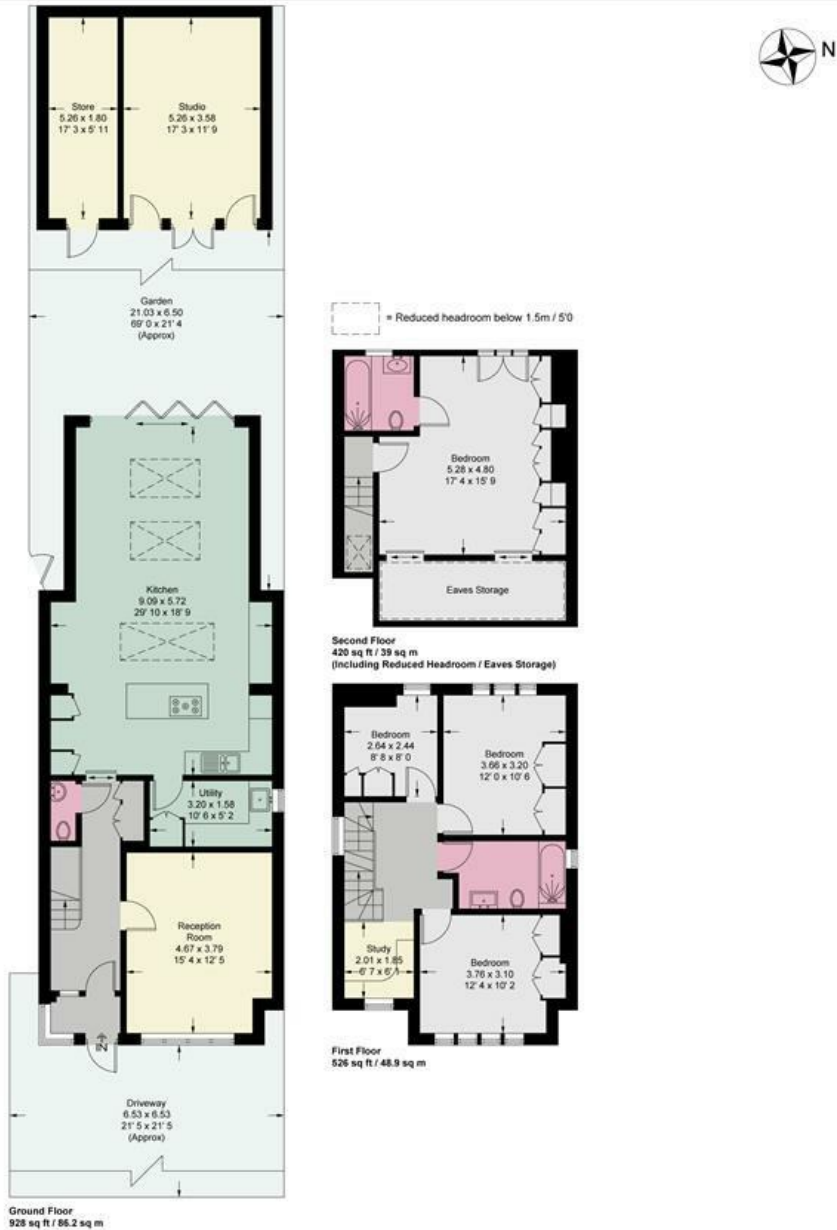 N
Store
5.26 x 1.80
17' 3 x 5' 11
Studio
5.26 x 3.58
17' 3 x 11' 9
Garden
21.03 x 6.50
69' 0 x 21' 4
(Approx)
= Reduced headroom below 1.5m / 5'0
Bedroom
5.28 x 4.80
17' 4 x 15' 9
Eaves Storage
Second Floor
420 sq ft / 39 sq m
(Including Reduced Headroom / Eaves Storage)
Kitchen
9.09 x 5.72
29' 10 x 18' 9
Utility
3.20 x 1.58
10' 6 x 5' 2
Reception
Room
4.67 x 3.79
15' 4 x 12' 5
IN
Bedroom
2.64 x 2.44
8' 8 x 8' 0
Bedroom
3.66 x 3.20
12' 0 x 10' 6
Study
2.01 x 1.85
6' 7 x 6' 1
Bedroom
3.76 x 3.10
12' 4 x 10' 2
First Floor
526 sq ft / 48.9 sq m
Driveway
6.53 x 6.53
21' 5 x 21' 5
(Approx)
Ground Floor
928 sq ft / 86.2 sq m